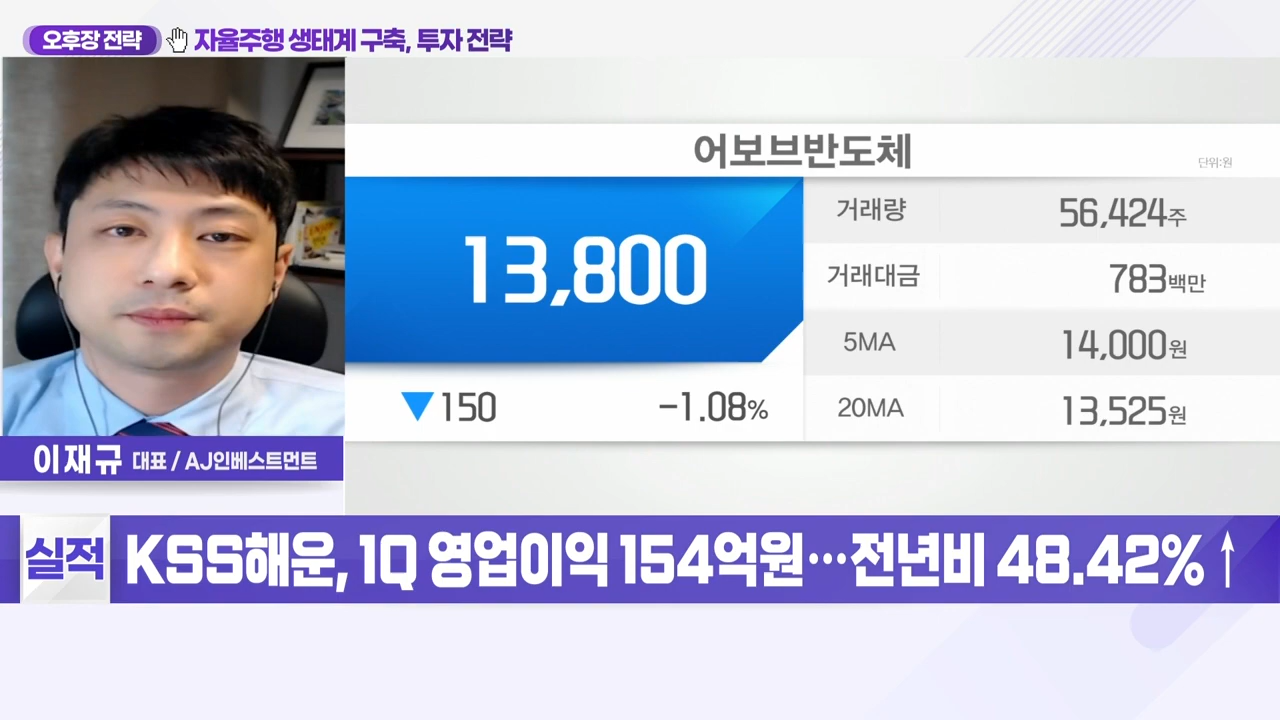 오후장 전략 자율주행 생태계 구축, 투자 전략
어보브반도체
단위:원
13,800
▼150 -1.08%
거래량 56,424주
거래대금 783백만
5MA 14,000원
20MA 13,525원
이재규 대표 / AJ인베스트먼트
실적 KSS해운, 1Q 영업이익 154억원…전년비 48.42%↑